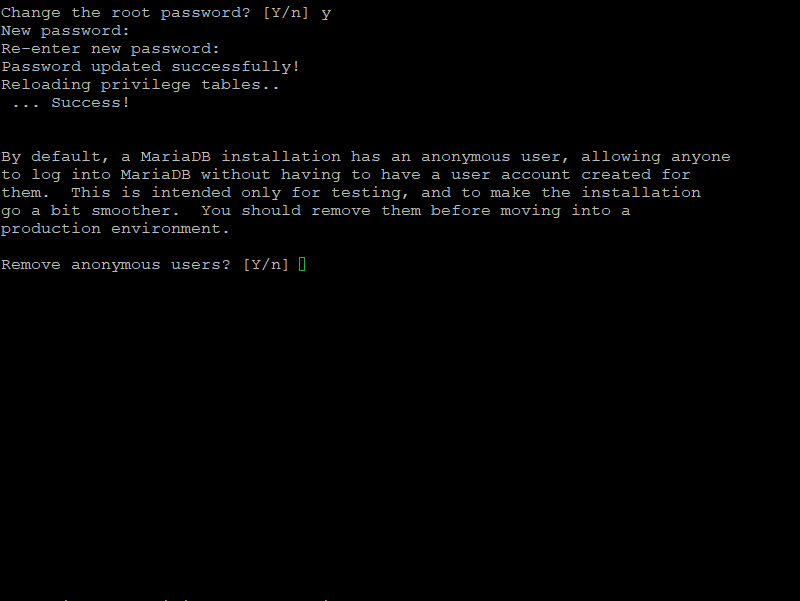 Change the root password? [Y/n] y
New password:
Re-enter new password:
Password updated successfully!
Reloading privilege tables..
 ... Success!
By default, a MariaDB installation has an anonymous user, allowing anyone
to log into MariaDB without having to have a user account created for
them.  This is intended only for testing, and to make the installation
go a bit smoother.  You should remove them before moving into a
production environment.
Remove anonymous users? [Y/n]